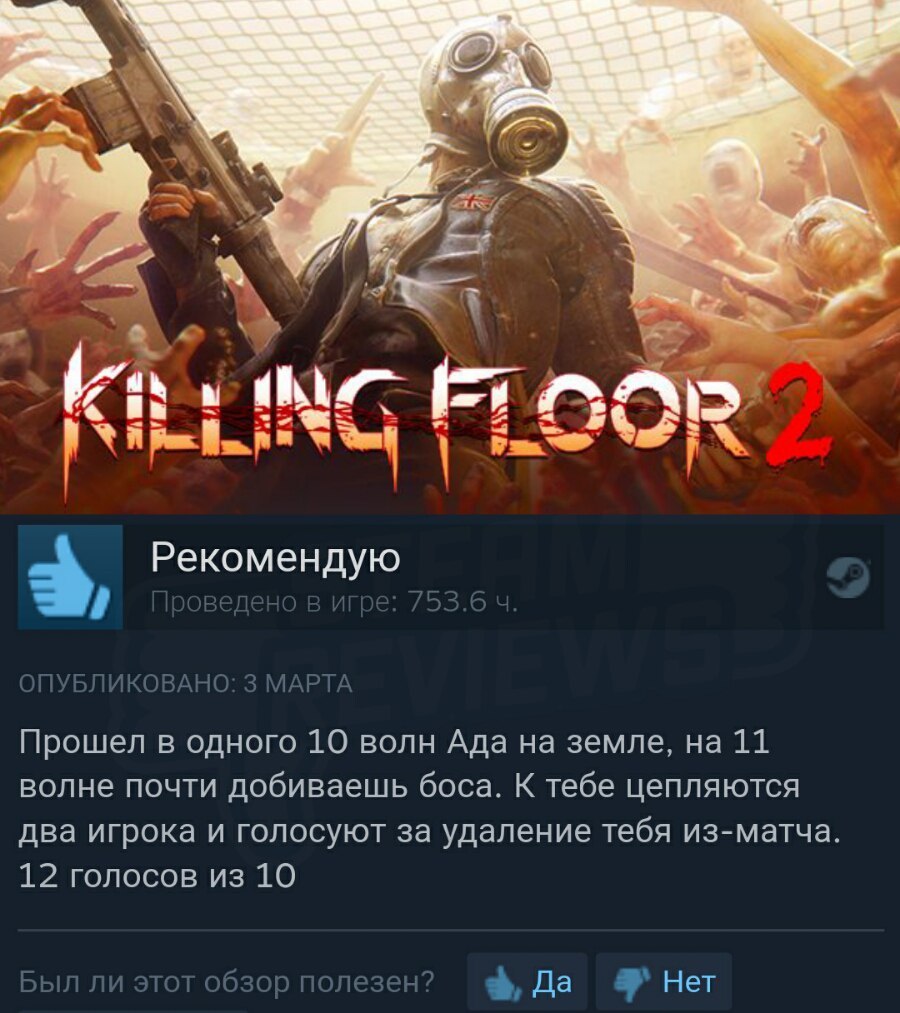 KILLING FLOOR 2
Рекомендую
Проведено в игре: 753.6 ч.
STEAM
REVIEWS
ОПУБЛИКОВАНО: 3 МАРТА
Прошел в одного 10 волн Ада на земле, на 11
волне почти добиваешь боса. К тебе цепляются
два игрока и голосуют за удаление тебя из-матча.
12 голосов из 10
Был ли этот обзор полезен?
Да
Нет